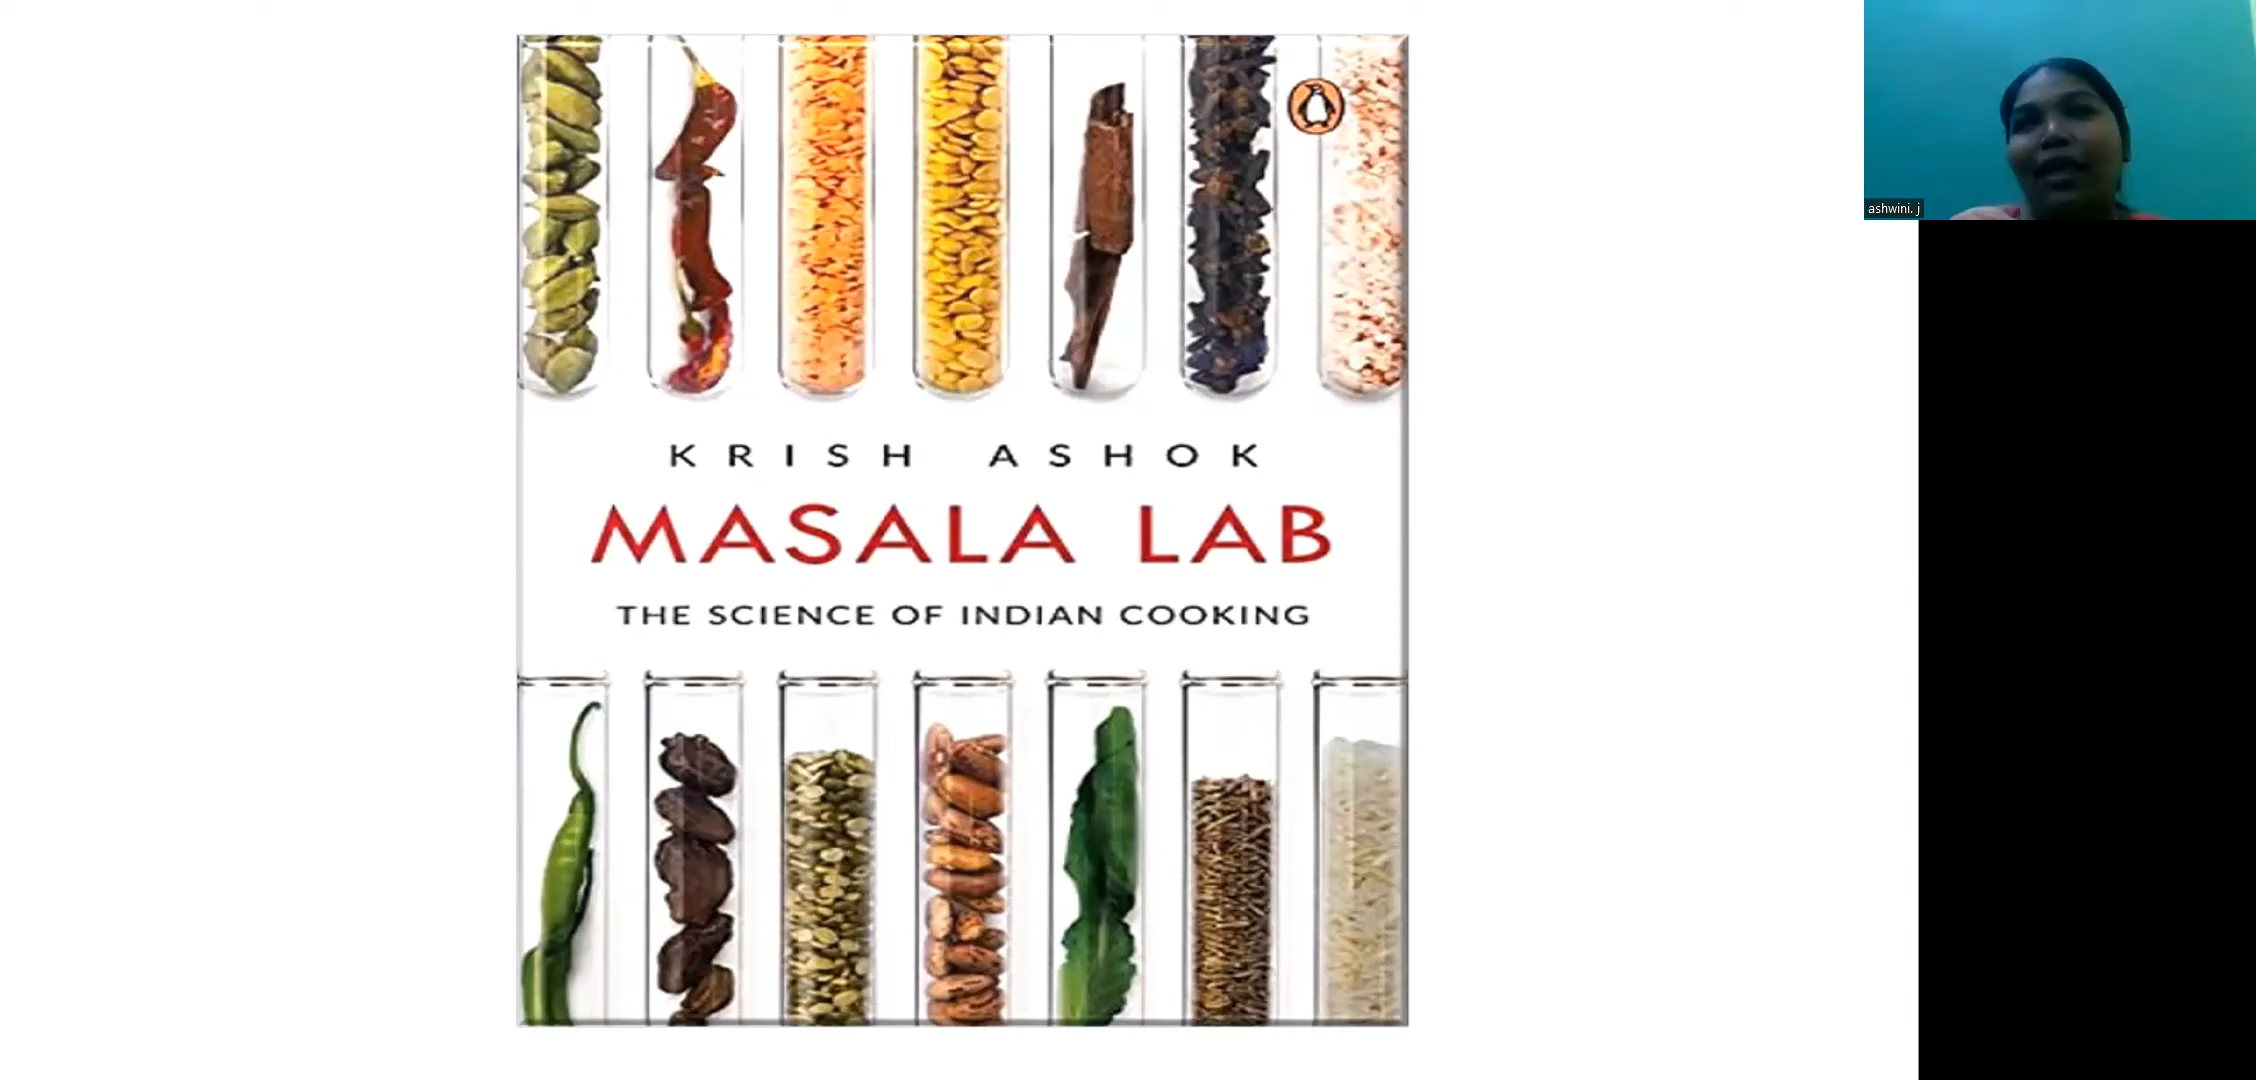 KRISH ASHOK
MASALA LAB
THE SCIENCE OF INDIAN COOKING
ashwini. j